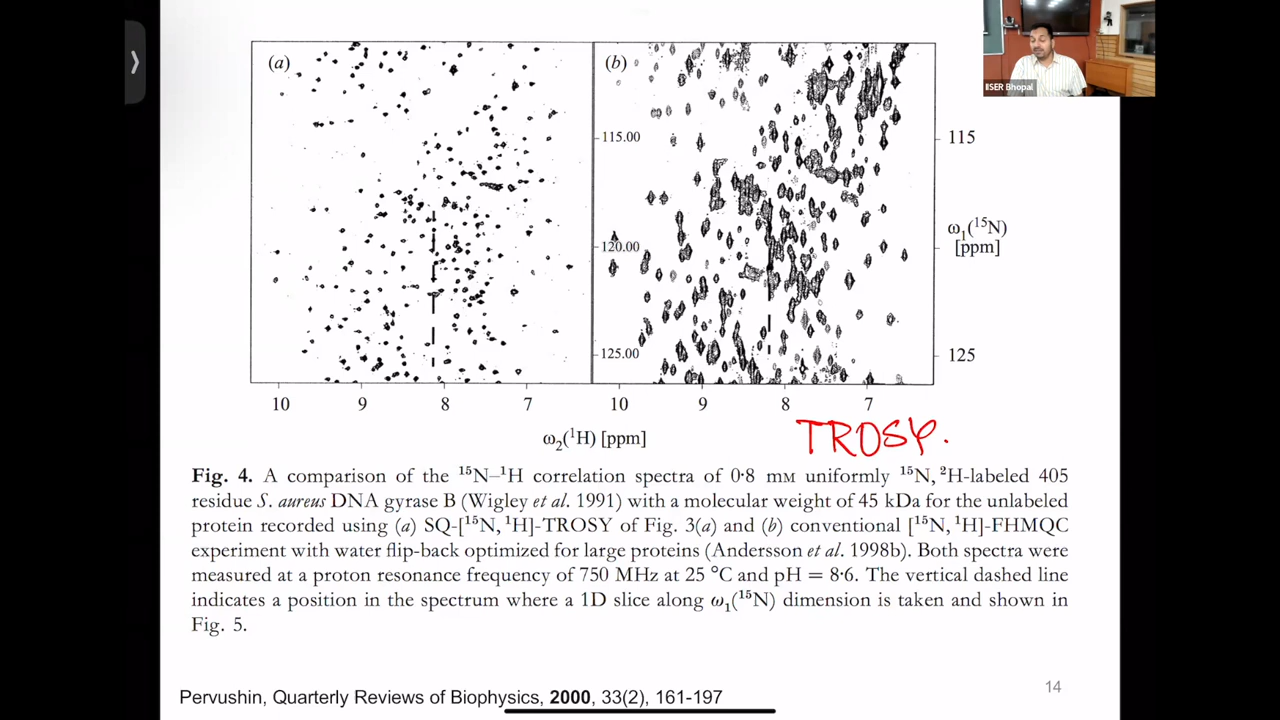 (a)
(b)
IISER Bhopal
115.00
120.00
125.00
115
ω₁(¹⁵N)
[ppm]
125
10 9 8 7 10 9 8 7
ω₂(¹H) [ppm]
TROSY.
Fig. 4. A comparison of the ¹⁵N–¹H correlation spectra of 0·8 mM uniformly ¹⁵N, ²H-labeled 405
residue S. aureus DNA gyrase B (Wigley et al. 1991) with a molecular weight of 45 kDa for the unlabeled
protein recorded using (a) SQ-[¹⁵N, ¹H]-TROSY of Fig. 3(a) and (b) conventional [¹⁵N, ¹H]-FHMQC
experiment with water flip-back optimized for large proteins (Andersson et al. 1998b). Both spectra were
measured at a proton resonance frequency of 750 MHz at 25 °C and pH = 8·6. The vertical dashed line
indicates a position in the spectrum where a 1D slice along ω₁(¹⁵N) dimension is taken and shown in
Fig. 5.
14
Pervushin, Quarterly Reviews of Biophysics, 2000, 33(2), 161-197